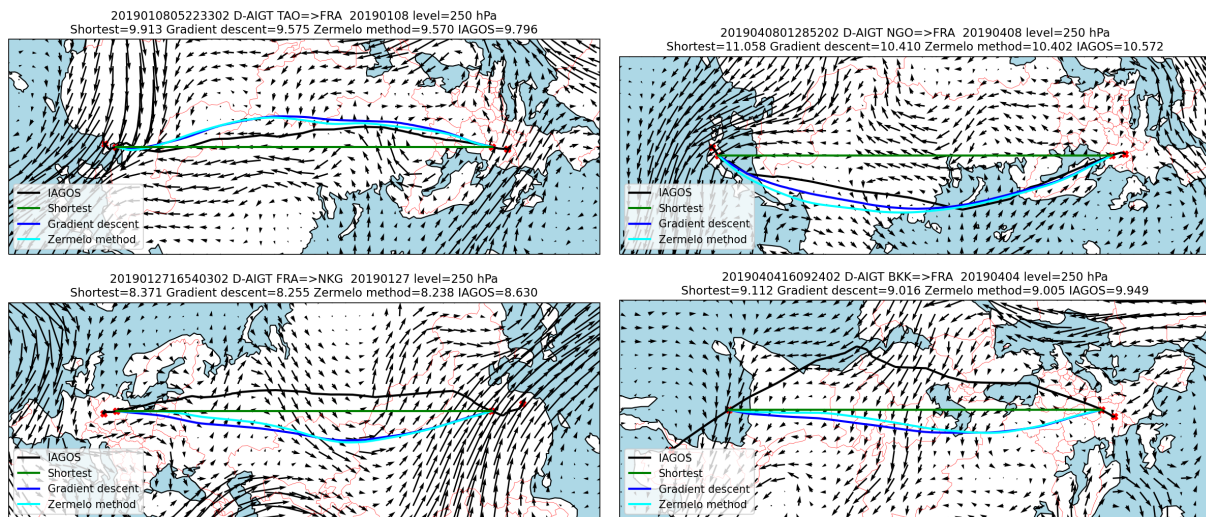 2019010805223302 D-AIGT TAO=>FRA  20190108 level=250 hPa
Shortest=9.913 Gradient descent=9.575 Zermelo method=9.570 IAGOS=9.796
IAGOS
Shortest
Gradient descent
Zermelo method
2019040801285202 D-AIGT NGO=>FRA  20190408 level=250 hPa
Shortest=11.058 Gradient descent=10.410 Zermelo method=10.402 IAGOS=10.572
IAGOS
Shortest
Gradient descent
Zermelo method
2019012716540302 D-AIGT FRA=>NKG  20190127 level=250 hPa
Shortest=8.371 Gradient descent=8.255 Zermelo method=8.238 IAGOS=8.630
IAGOS
Shortest
Gradient descent
Zermelo method
2019040416092402 D-AIGT BKK=>FRA  20190404 level=250 hPa
Shortest=9.112 Gradient descent=9.016 Zermelo method=9.005 IAGOS=9.949
IAGOS
Shortest
Gradient descent
Zermelo method